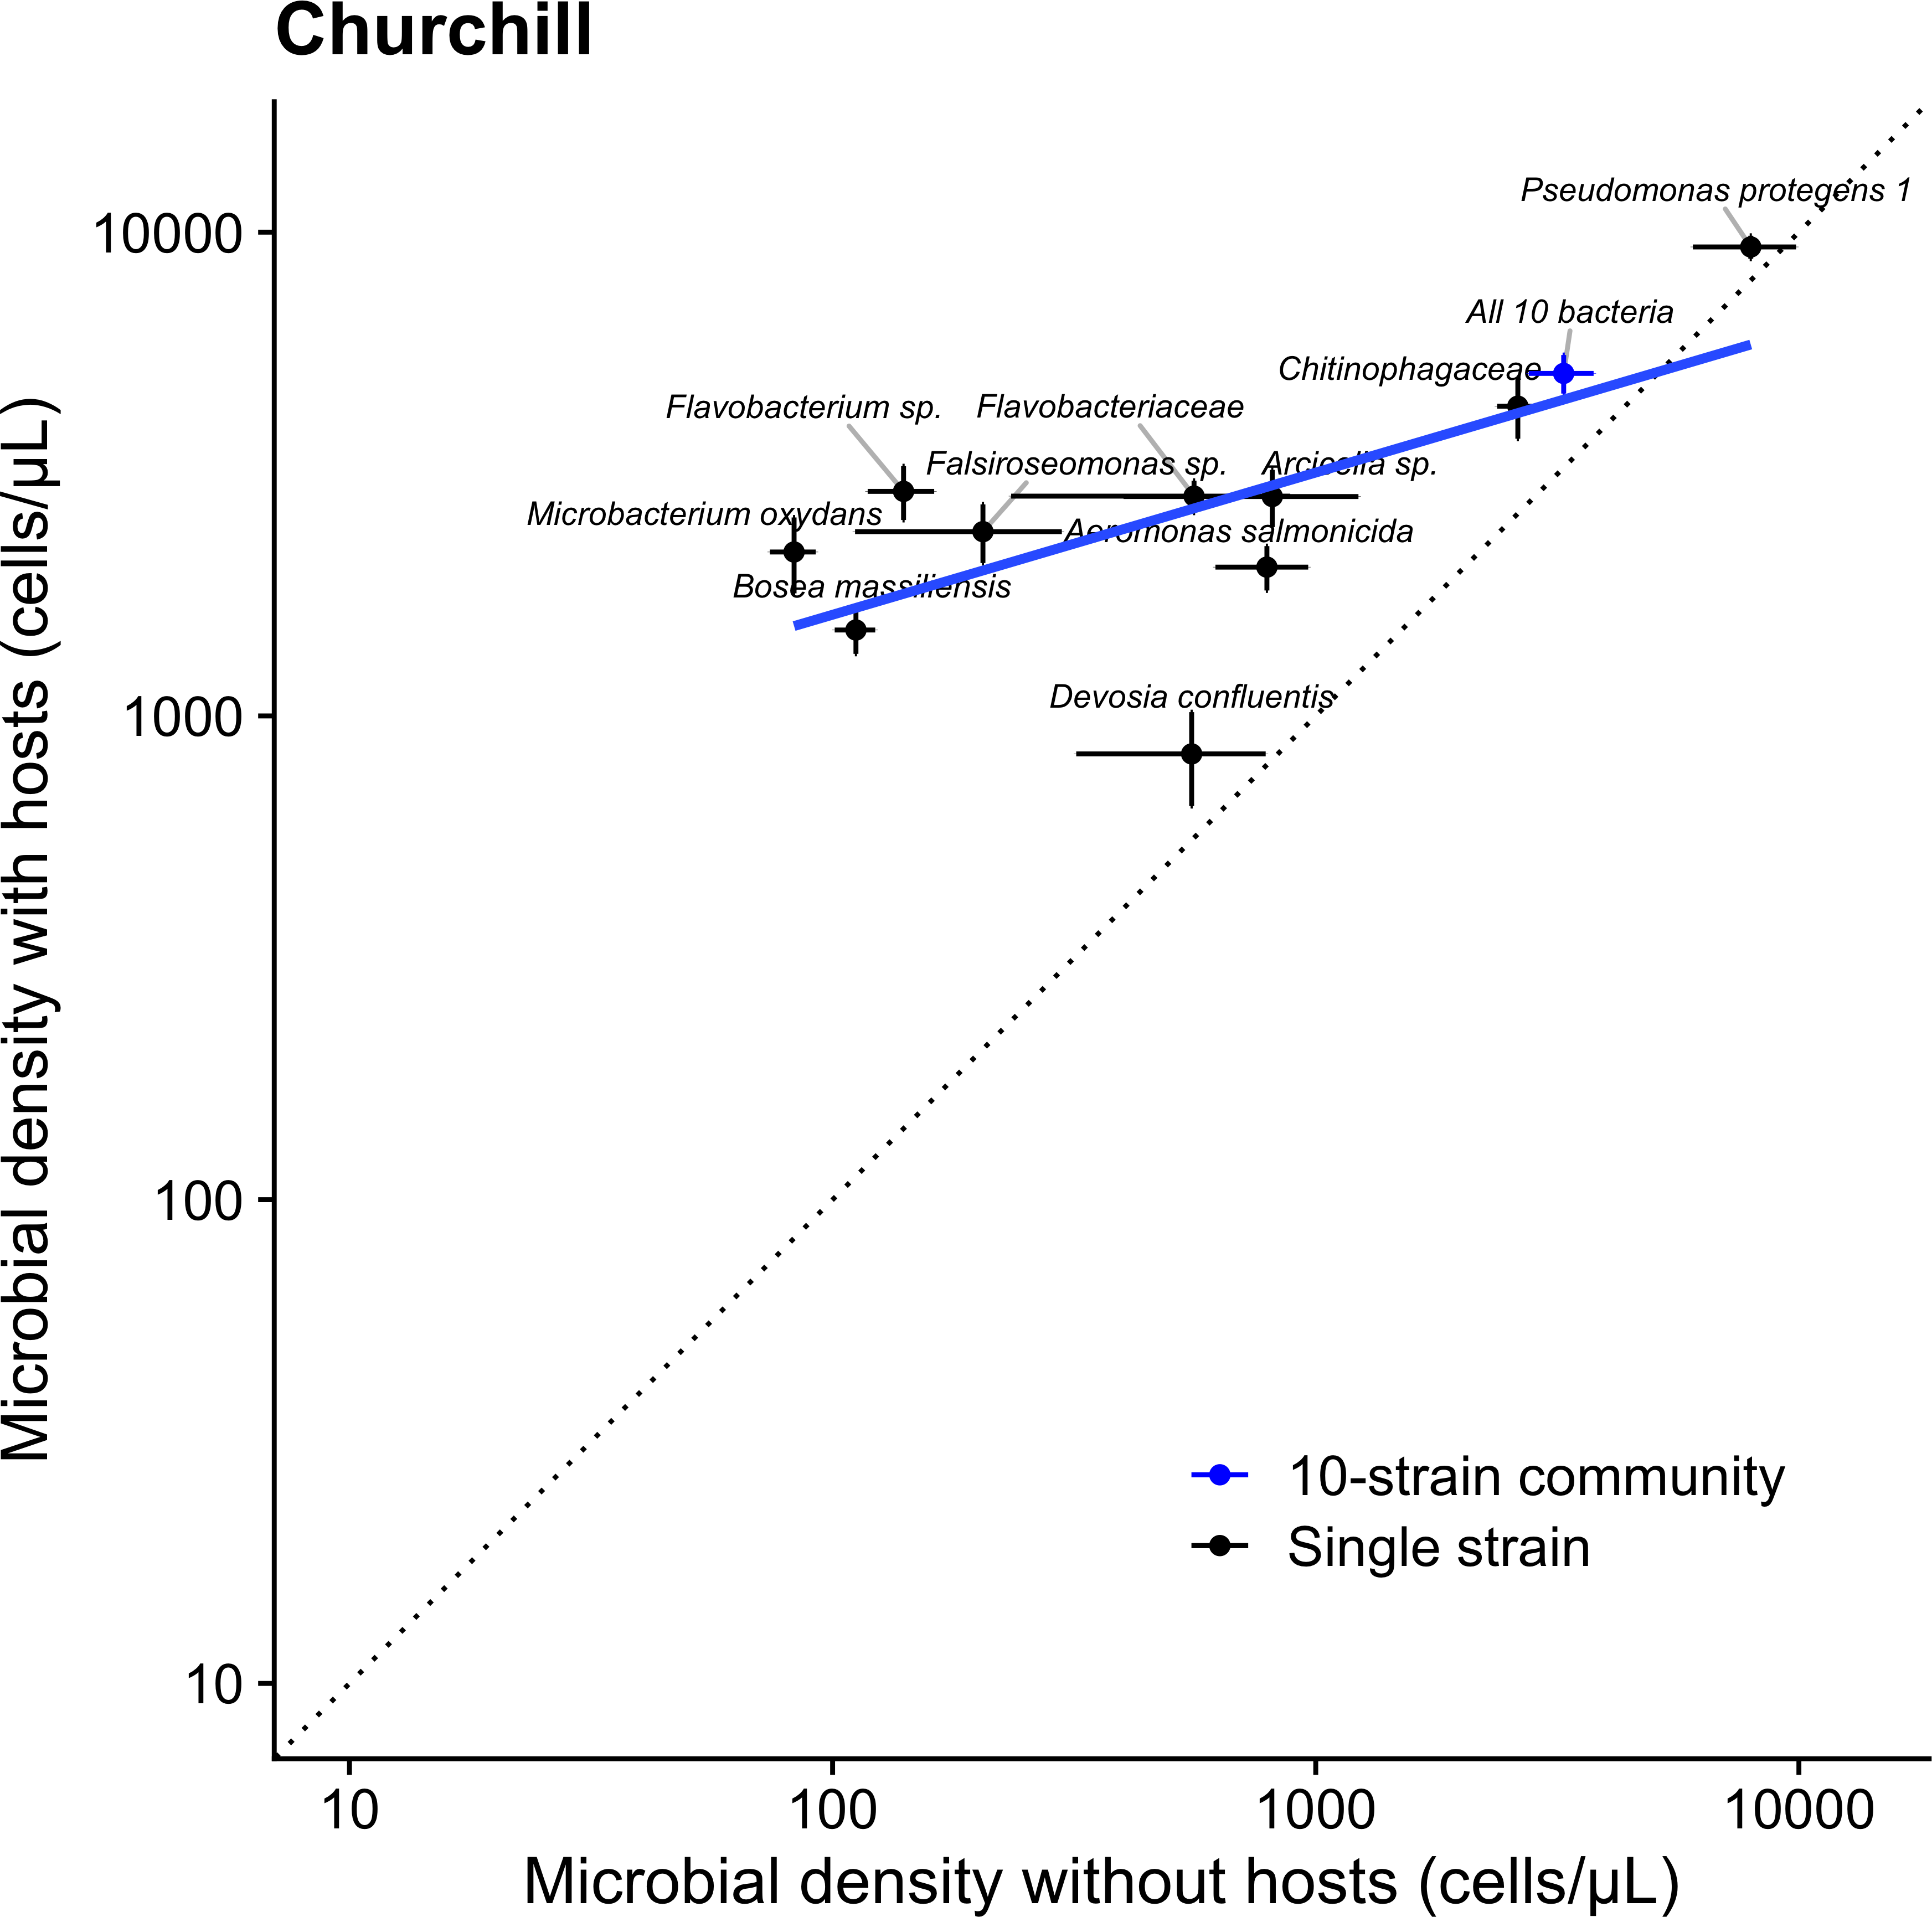 Churchill
Microbial density with hosts (cells/µL)
10000
1000
100
10
Pseudomonas protegens 1
All 10 bacteria
Chitinophagaceae
Flavobacterium sp.
Flavobacteriaceae
Falsiroseomonas sp.
Arcicella sp.
Microbacterium oxydans
Aeromonas salmonicida
Bosea massiliensis
Devosia confluentis
10-strain community
Single strain
10
100
1000
10000
Microbial density without hosts (cells/µL)